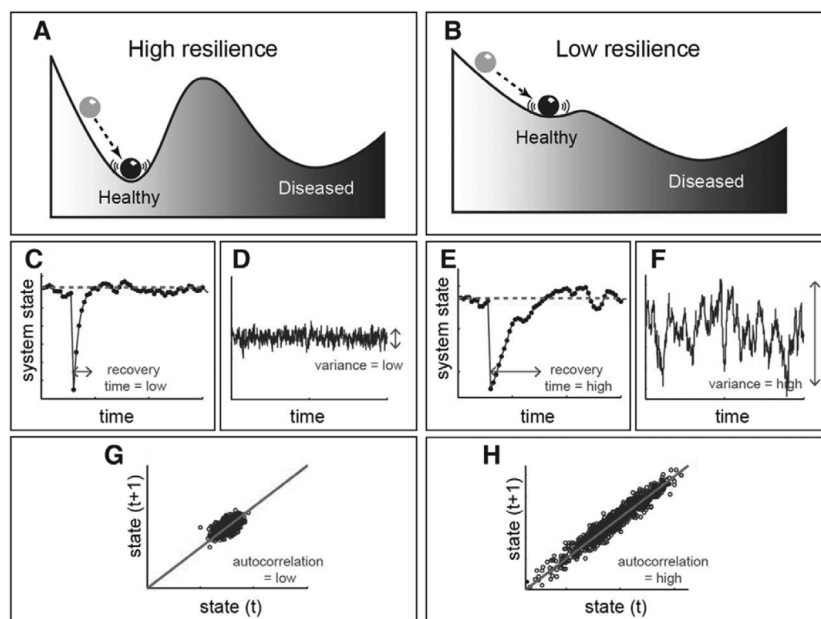 A
High resilience
Healthy
Diseased
B
Low resilience
Healthy
Diseased
C
system state
recovery
time = low
time
D
variance = low
time
E
system state
recovery
time = high
time
F
variance = high
time
G
state (t+1)
autocorrelation
= low
state (t)
H
state (t+1)
autocorrelation
= high
state (t)